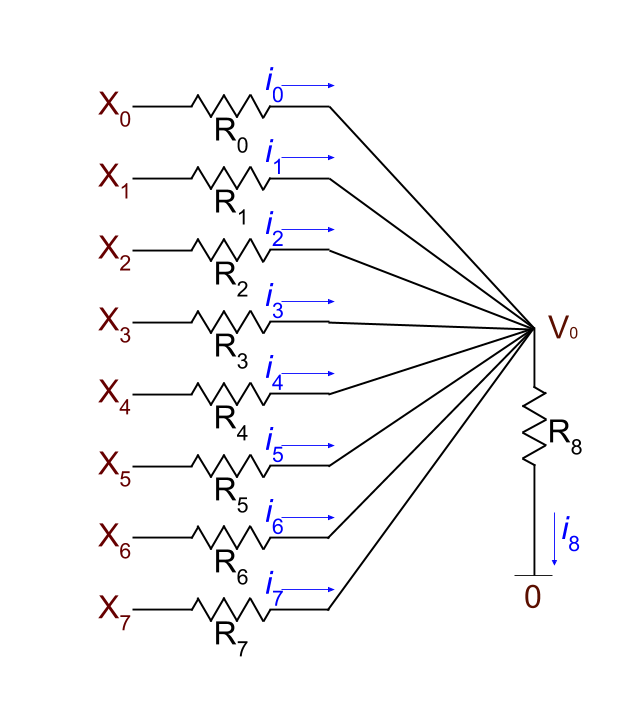 i₀
X₀
R₀
i₁
X₁
R₁
i₂
X₂
R₂
i₃
X₃
R₃
V₀
i₄
X₄
R₄
R₈
i₅
X₅
R₅
i₆
X₆
R₆
i₈
i₇
X₇
R₇
0